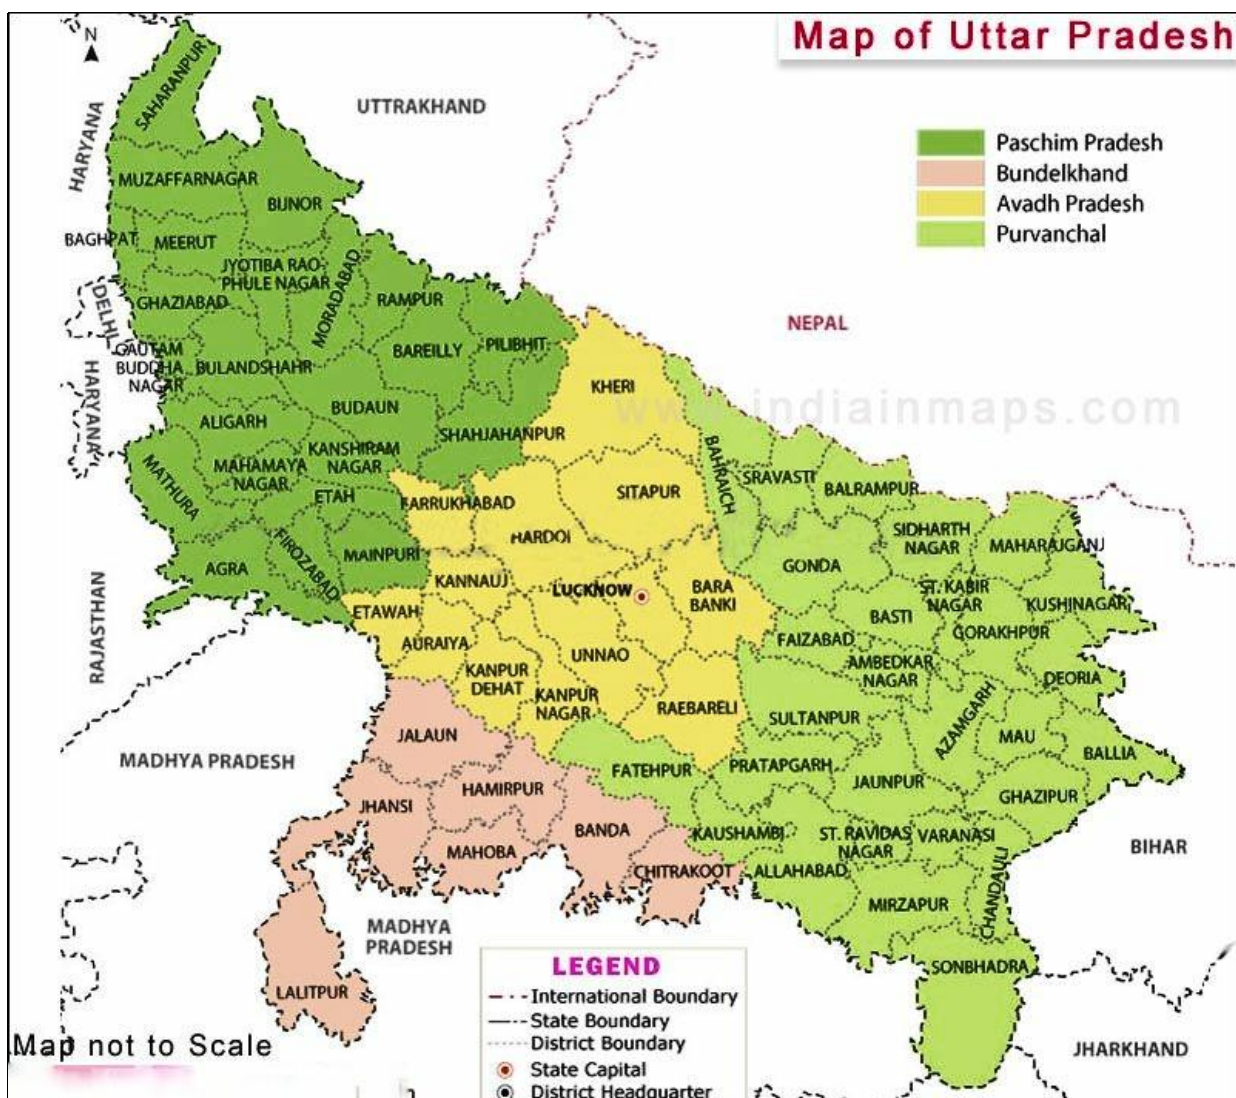 Map of Uttar Pradesh
N
UTTRAKHAND
HARYANA
SAHARANPUR
Paschim Pradesh
Bundelkhand
Avadh Pradesh
Purvanchal
MUZAFFARNAGAR
BIJNOR
BAGHPAT
MEERUT
JYOTIBA RAO
PHULE NAGAR
MORADABAD
RAMPUR
GHAZIABAD
DELHI
NEPAL
GAUTAM
BUDDHA
NAGAR
BULANDSHAHR
BAREILLY
PILIBHIT
HARYANA
KHERI
www.indiainmaps.com
BUDAUN
ALIGARH
SHAHJAHANPUR
KANSHIRAM
NAGAR
MAHAMAYA
NAGAR
MATHURA
ETAH
FARRUKHABAD
SITAPUR
BAHRAICH
SRAVASTI
BALRAMPUR
HARDOI
SIDHARTH
NAGAR
MAHARAJGANJ
FIROZABAD
MAINPURI
AGRA
KANNAUJ
LUCKNOW
BARA
BANKI
GONDA
ST. KABIR
NAGAR
KUSHINAGAR
BASTI
GORAKHPUR
RAJASTHAN
ETAWAH
AURAIYA
UNNAO
FAIZABAD
AMBEDKAR
NAGAR
DEORIA
KANPUR
DEHAT
KANPUR
NAGAR
RAEBARELI
SULTANPUR
AZAMGARH
MAU
BALLIA
JALAUN
MADHYA PRADESH
FATEHPUR
PRATAPGARH
JAUNPUR
GHAZIPUR
HAMIRPUR
JHANSI
BANDA
KAUSHAMBI
ST. RAVIDAS
NAGAR
VARANASI
BIHAR
MAHOBA
CHITRAKOOT
ALLAHABAD
CHANDAULI
MIRZAPUR
MADHYA
PRADESH
SONBHADRA
LALITPUR
LEGEND
International Boundary
State Boundary
District Boundary
State Capital
District Headquarter
Map not to Scale
JHARKHAND